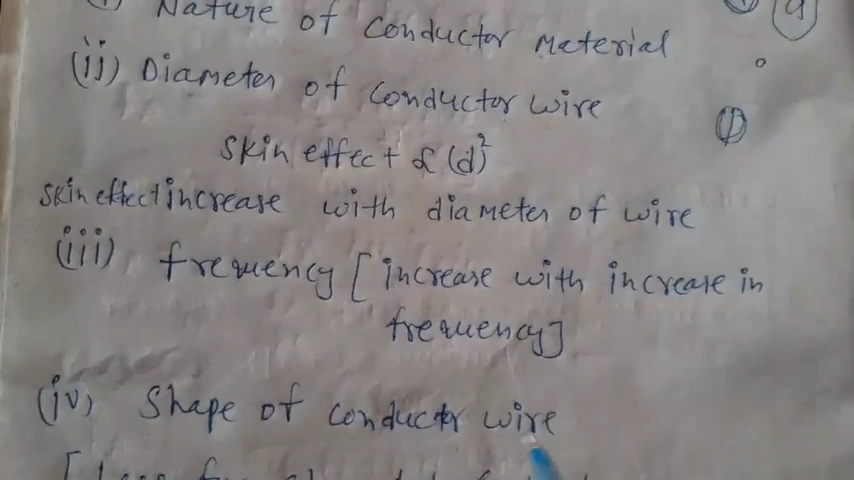 Nature of conductor material
(ii) Diameter of conductor wire
skin effect α (d)²
skin effect increase with diameter of wire
(iii) frequency [increase with increase in
frequency]
(iv) Shape of conductor wire